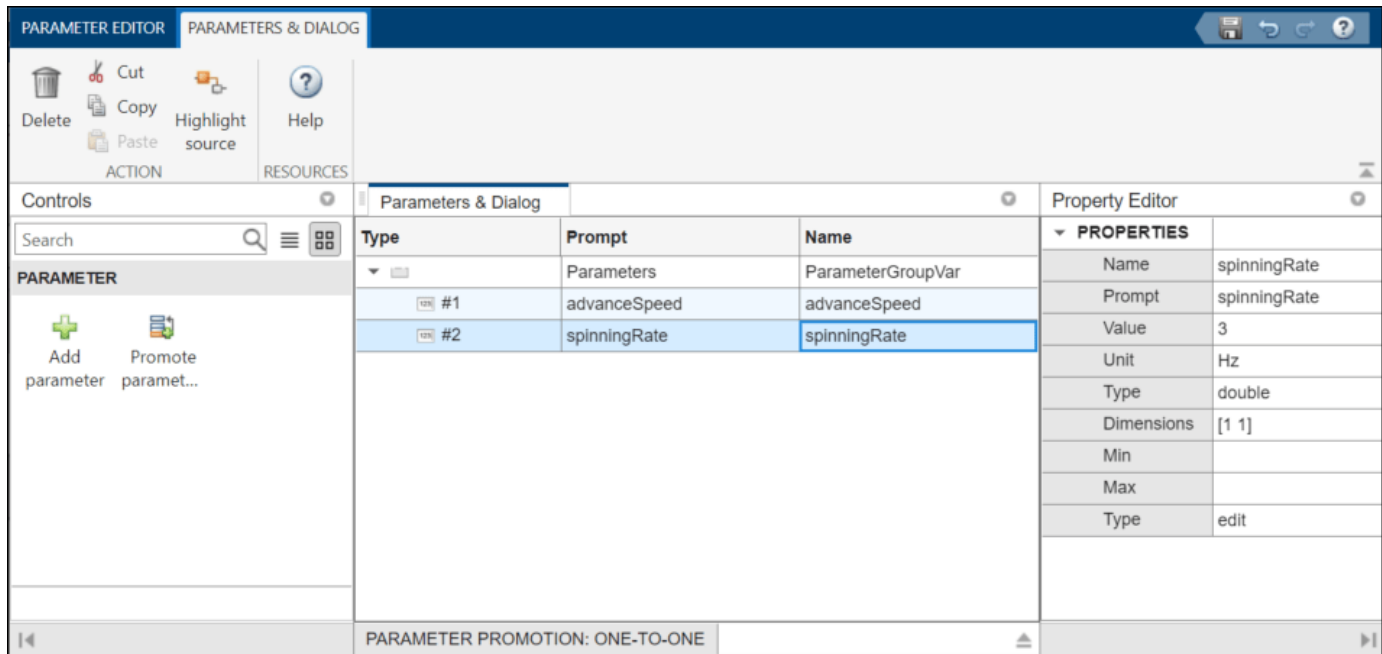 PARAMETER EDITOR PARAMETERS & DIALOG
?
Delete
Cut
Copy
Paste
Highlight
source
?
Help
ACTION RESOURCES
Controls
Search
PARAMETER
Add
parameter
Promote
paramet...
Parameters & Dialog
Type Prompt Name
Parameters ParameterGroupVar
123 #1 advanceSpeed advanceSpeed
123 #2 spinningRate spinningRate
PARAMETER PROMOTION: ONE-TO-ONE
Property Editor
PROPERTIES
Name spinningRate
Prompt spinningRate
Value 3
Unit Hz
Type double
Dimensions [1 1]
Min
Max
Type edit